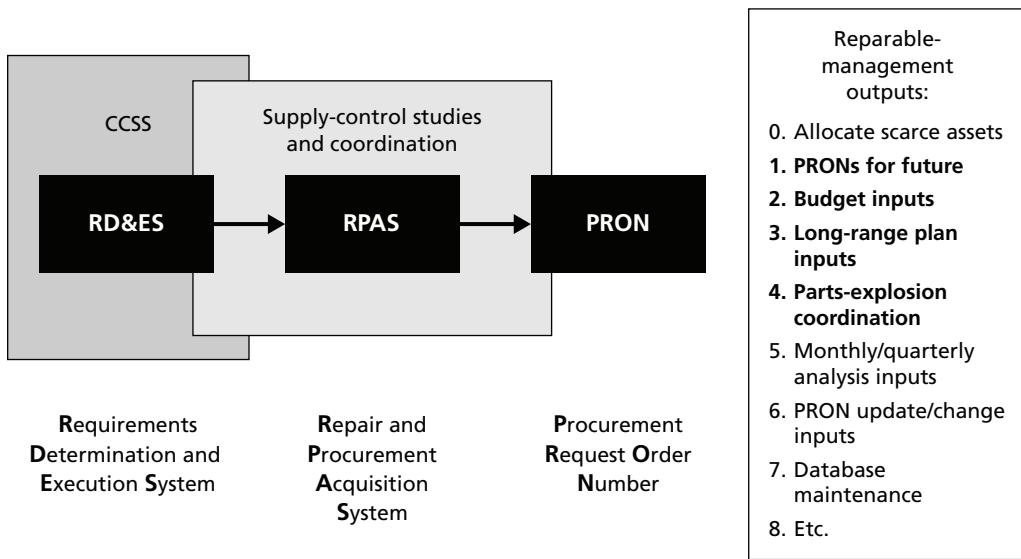 CCSS
Supply-control studies
and coordination
RD&ES
RPAS
PRON
Requirements
Determination and
Execution System
Repair and
Procurement
Acquisition
System
Procurement
Request Order
Number
Reparable-
management
outputs:
0. Allocate scarce assets
1. PRONs for future
2. Budget inputs
3. Long-range plan
inputs
4. Parts-explosion
coordination
5. Monthly/quarterly
analysis inputs
6. PRON update/change
inputs
7. Database
maintenance
8. Etc.